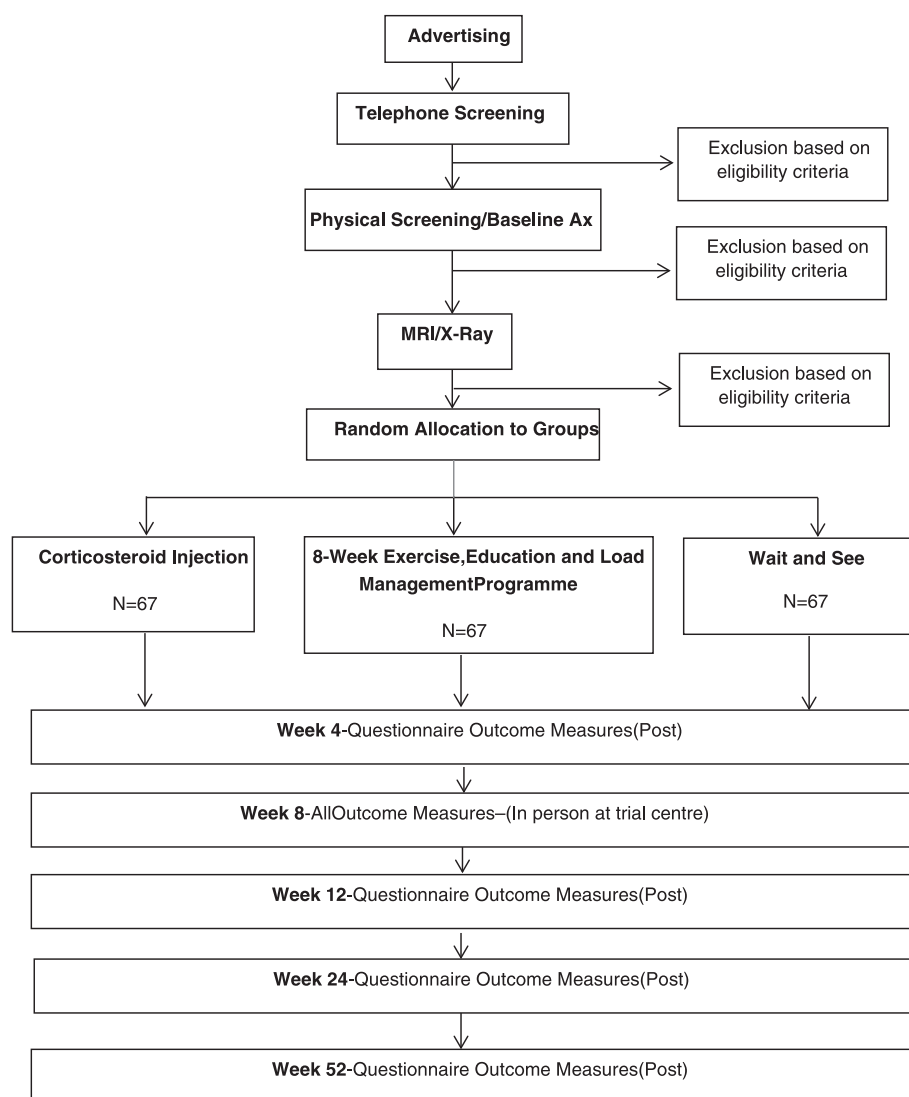 Advertising
Telephone Screening
Exclusion based on
eligibility criteria
Physical Screening/Baseline Ax
Exclusion based on
eligibility criteria
MRI/X-Ray
Exclusion based on
eligibility criteria
Random Allocation to Groups
Corticosteroid Injection
N=67
8-Week Exercise,Education and Load
ManagementProgramme
N=67
Wait and See
N=67
Week 4-Questionnaire Outcome Measures(Post)
Week 8-AllOutcome Measures–(In person at trial centre)
Week 12-Questionnaire Outcome Measures(Post)
Week 24-Questionnaire Outcome Measures(Post)
Week 52-Questionnaire Outcome Measures(Post)